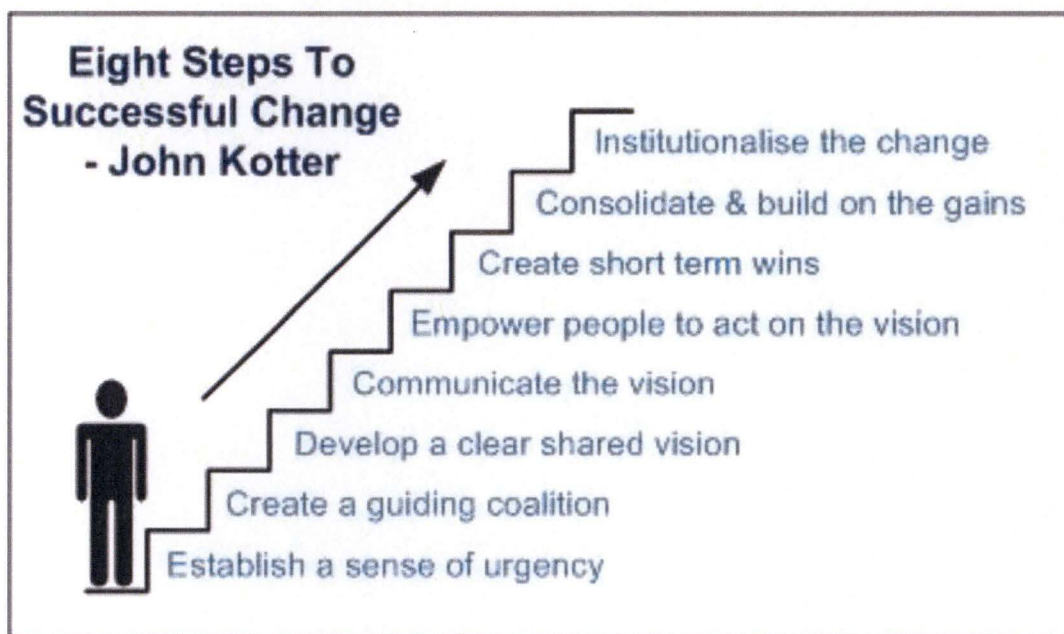 Eight Steps To
Successful Change
- John Kotter
Institutionalise the change
Consolidate & build on the gains
Create short term wins
Empower people to act on the vision
Communicate the vision
Develop a clear shared vision
Create a guiding coalition
Establish a sense of urgency